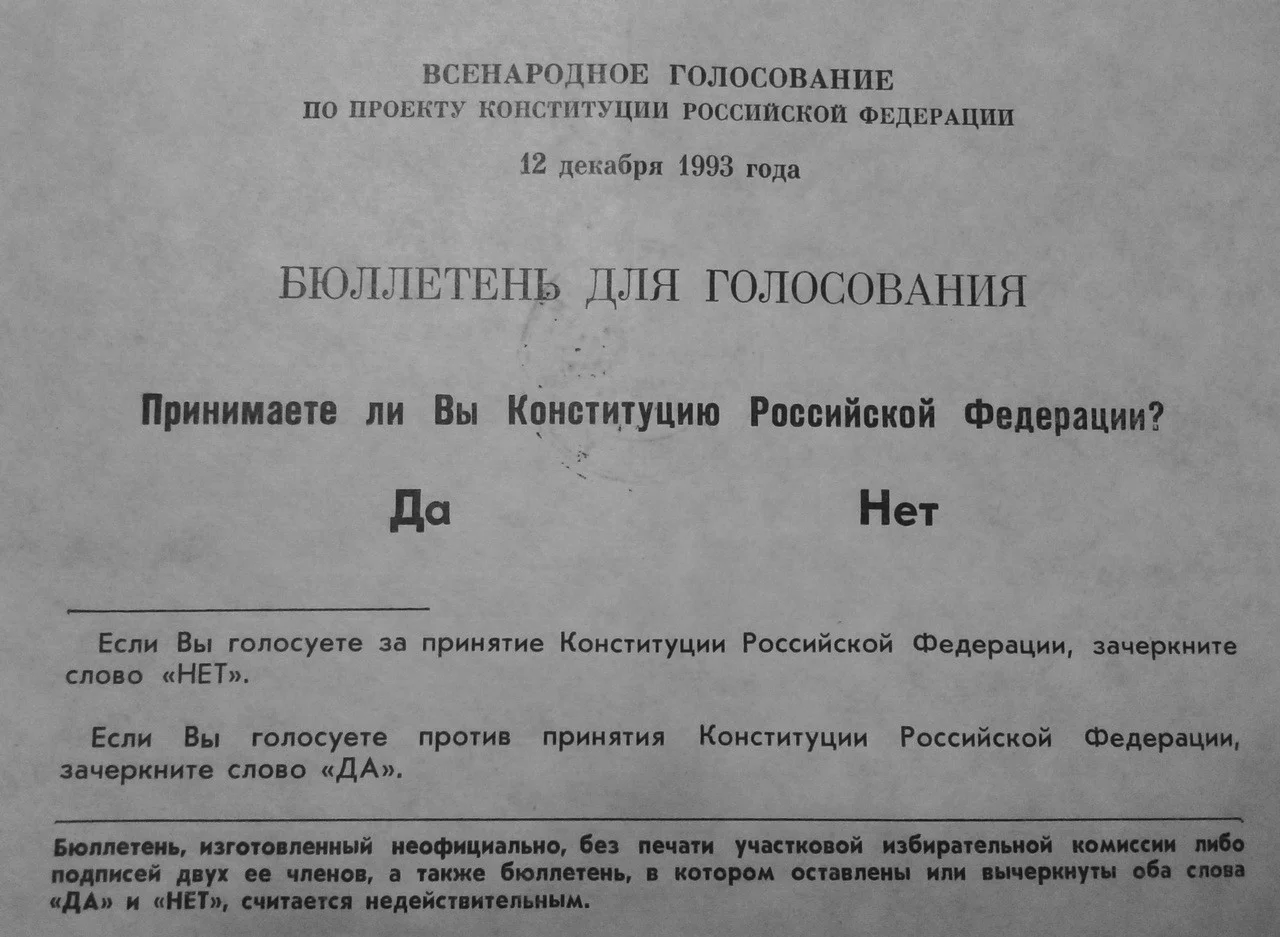 ВСЕНАРОДНОЕ ГОЛОСОВАНИЕ
ПО ПРОЕКТУ КОНСТИТУЦИИ РОССИЙСКОЙ ФЕДЕРАЦИИ
12 декабря 1993 года
БЮЛЛЕТЕНЬ ДЛЯ ГОЛОСОВАНИЯ
Принимаете ли Вы Конституцию Российской Федерации?
Да Нет
Если Вы голосуете за принятие Конституции Российской Федерации, зачеркните
слово «НЕТ».
Если Вы голосуете против принятия Конституции Российской Федерации,
зачеркните слово «ДА».
Бюллетень, изготовленный неофициально, без печати участковой избирательной комиссии либо
подписей двух ее членов, а также бюллетень, в котором оставлены или вычеркнуты оба слова
«ДА» и «НЕТ», считается недействительным.